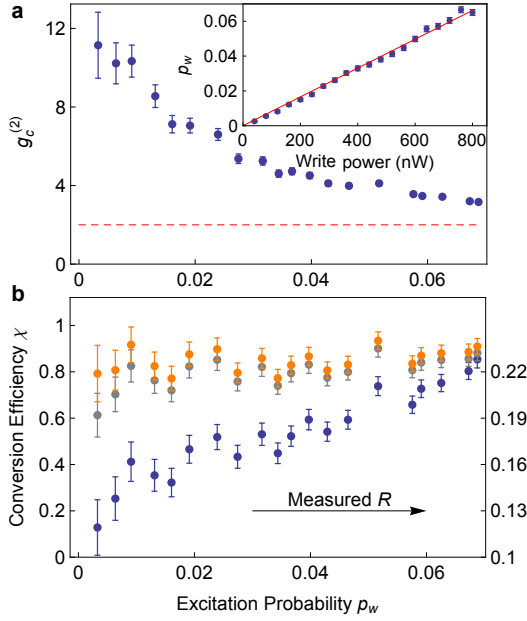 a
12
8
4
0
g_c^(2)
0.02
0.04
0.06
p_w
0.06
0.04
0.02
0
0 200 400 600 800
Write power (nW)
b
Conversion Efficiency χ
1
0.8
0.6
0.4
0.2
0
0.22
0.19
0.16
0.13
0.1
Measured R
0 0.02 0.04 0.06
Excitation Probability p_w